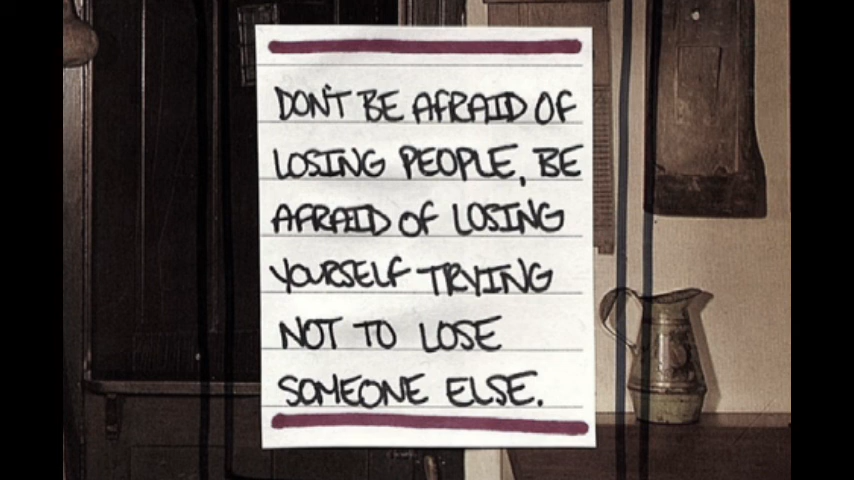 DON'T BE AFRAID OF
LOSING PEOPLE, BE
AFRAID OF LOSING
YOURSELF TRYING
NOT TO LOSE
SOMEONE ELSE.